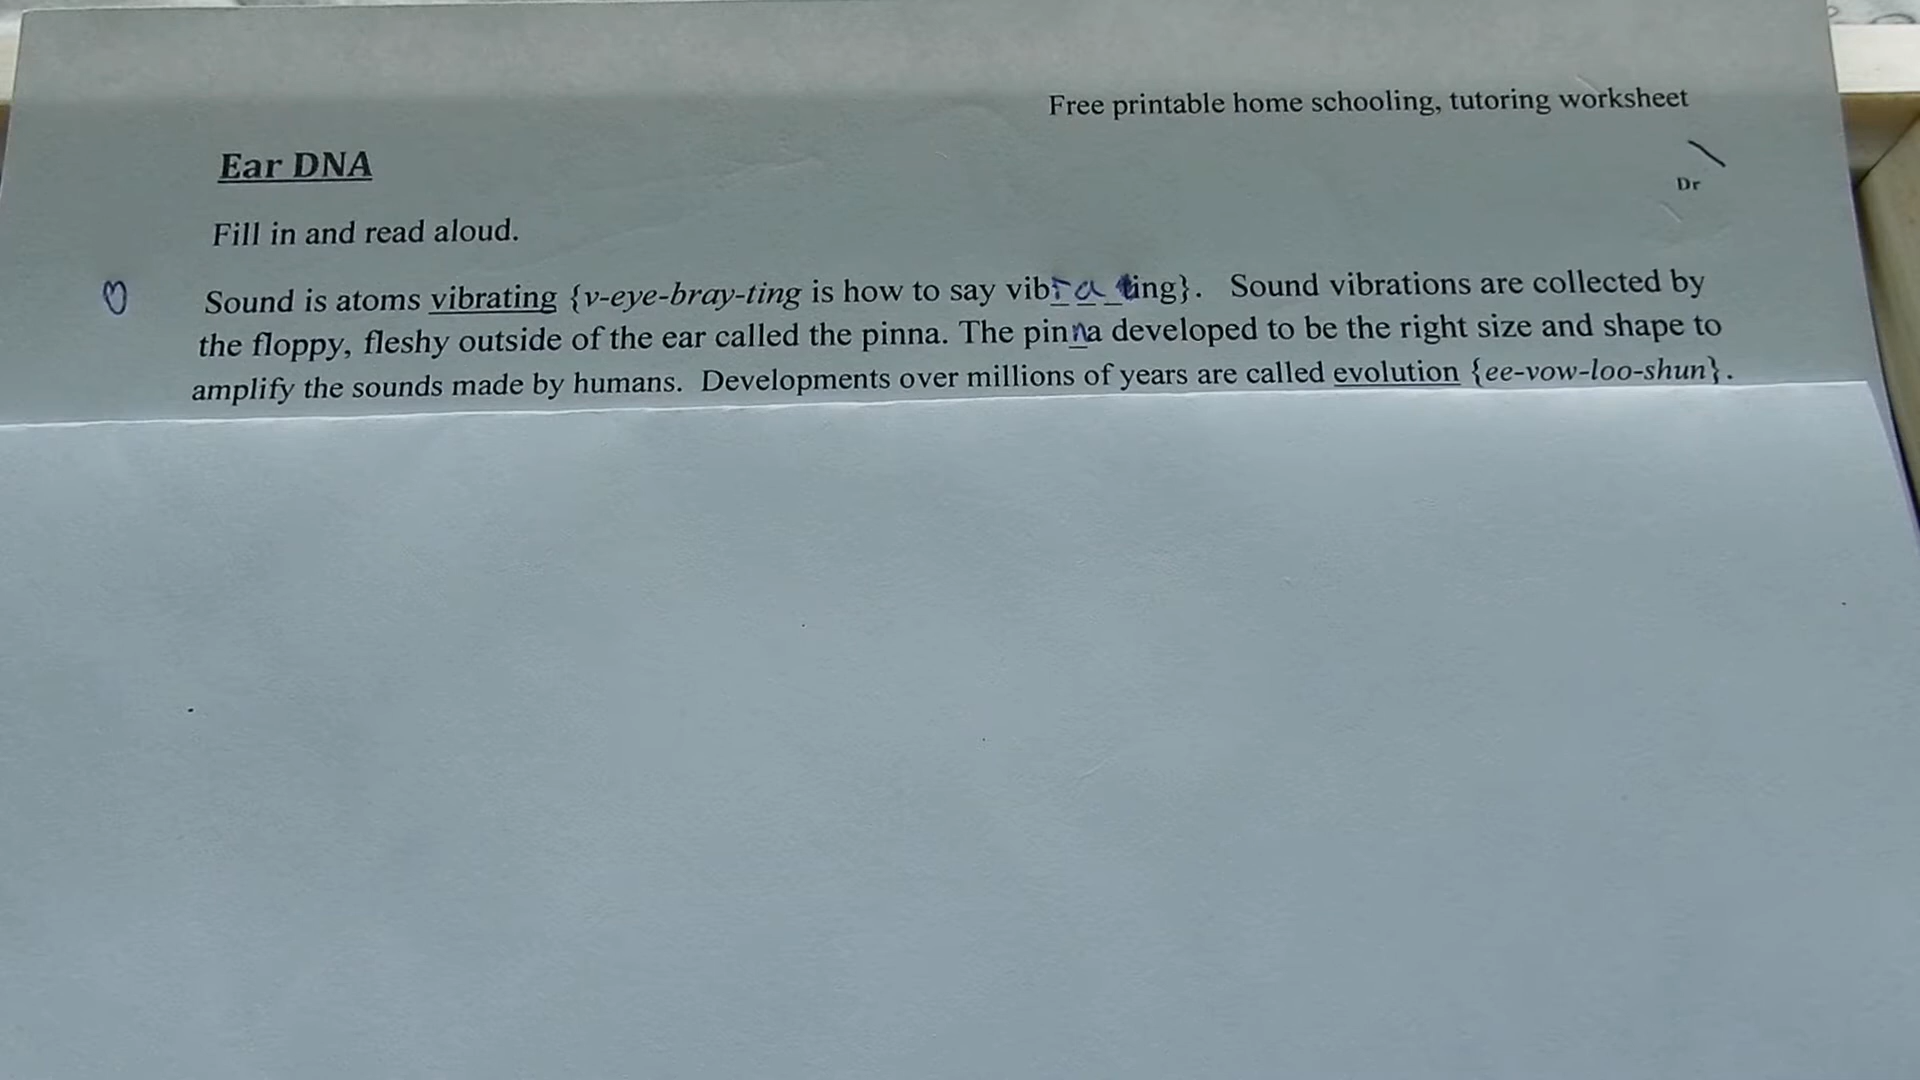 Free printable home schooling, tutoring worksheet
Ear DNA
Dr
Fill in and read aloud.
Sound is atoms vibrating {v-eye-bray-ting is how to say vibrating}. Sound vibrations are collected by
the floppy, fleshy outside of the ear called the pinna. The pinna developed to be the right size and shape to
amplify the sounds made by humans. Developments over millions of years are called evolution {ee-vow-loo-shun}.